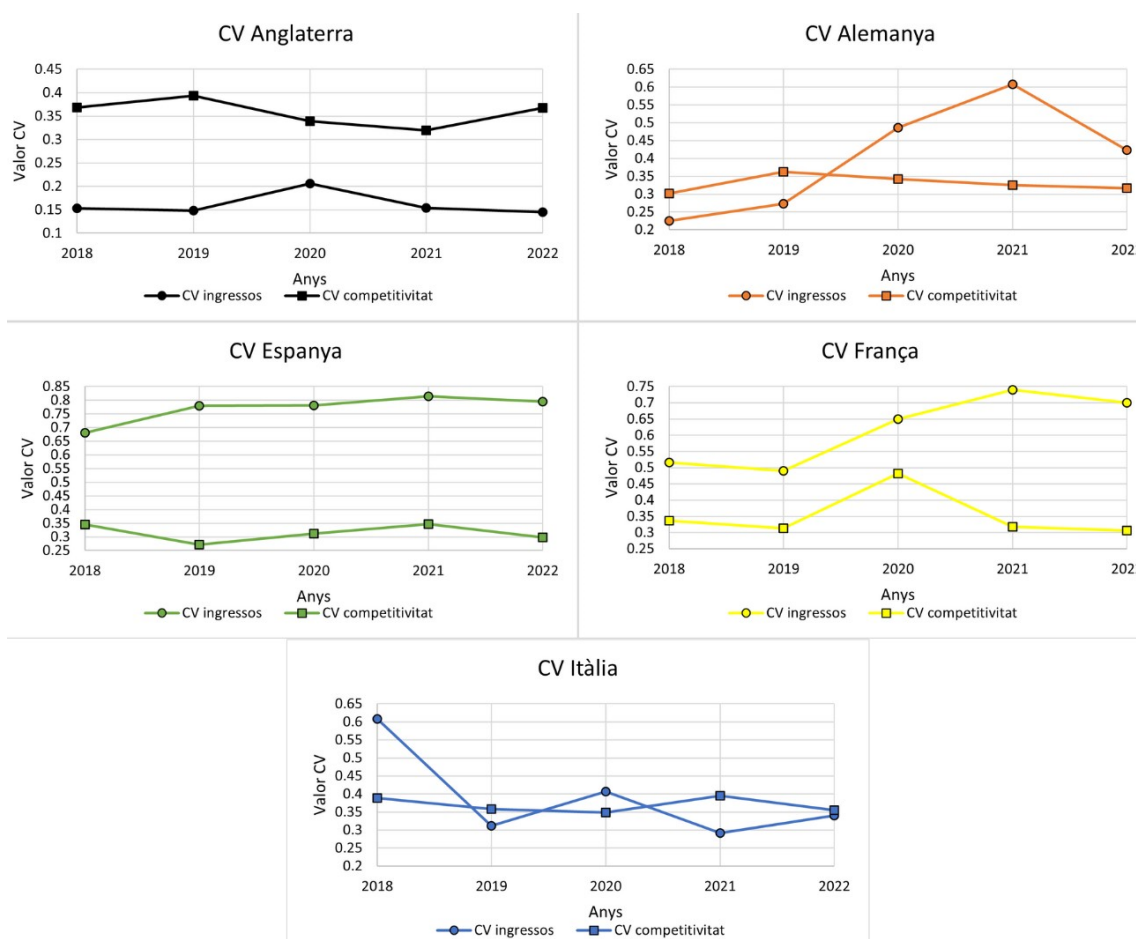 CV Anglaterra
0.45
0.4
0.35
0.3
0.25
0.2
0.15
0.1
Valor CV
2018 2019 2020 2021 2022
Anys
CV ingressos CV competitivitat
CV Alemanya
0.65
0.6
0.55
0.5
0.45
0.4
0.35
0.3
0.25
0.2
Valor CV
2018 2019 2020 2021 2022
Anys
CV ingressos CV competitivitat
CV Espanya
0.85
0.8
0.75
0.7
0.65
0.6
0.55
0.5
0.45
0.4
0.35
0.3
0.25
Valor CV
2018 2019 2020 2021 2022
Anys
CV ingressos CV competitivitat
CV França
0.75
0.7
0.65
0.6
0.55
0.5
0.45
0.4
0.35
0.3
0.25
Valor CV
2018 2019 2020 2021 2022
Anys
CV ingressos CV competitivitat
CV Itàlia
0.65
0.6
0.55
0.5
0.45
0.4
0.35
0.3
0.25
0.2
Valor CV
2018 2019 2020 2021 2022
Anys
CV ingressos CV competitivitat